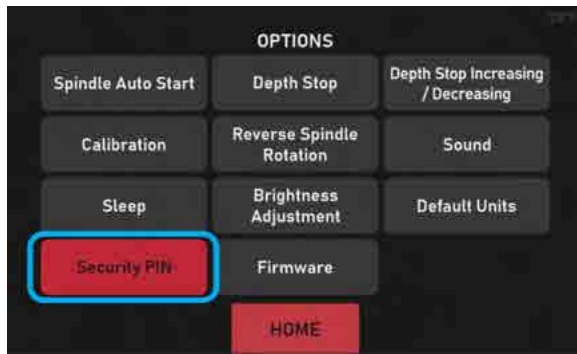 OPTIONS
Spindle Auto Start
Depth Stop
Depth Stop Increasing
/ Decreasing
Calibration
Reverse Spindle
Rotation
Sound
Sleep
Brightness
Adjustment
Default Units
Security PIN
Firmware
HOME